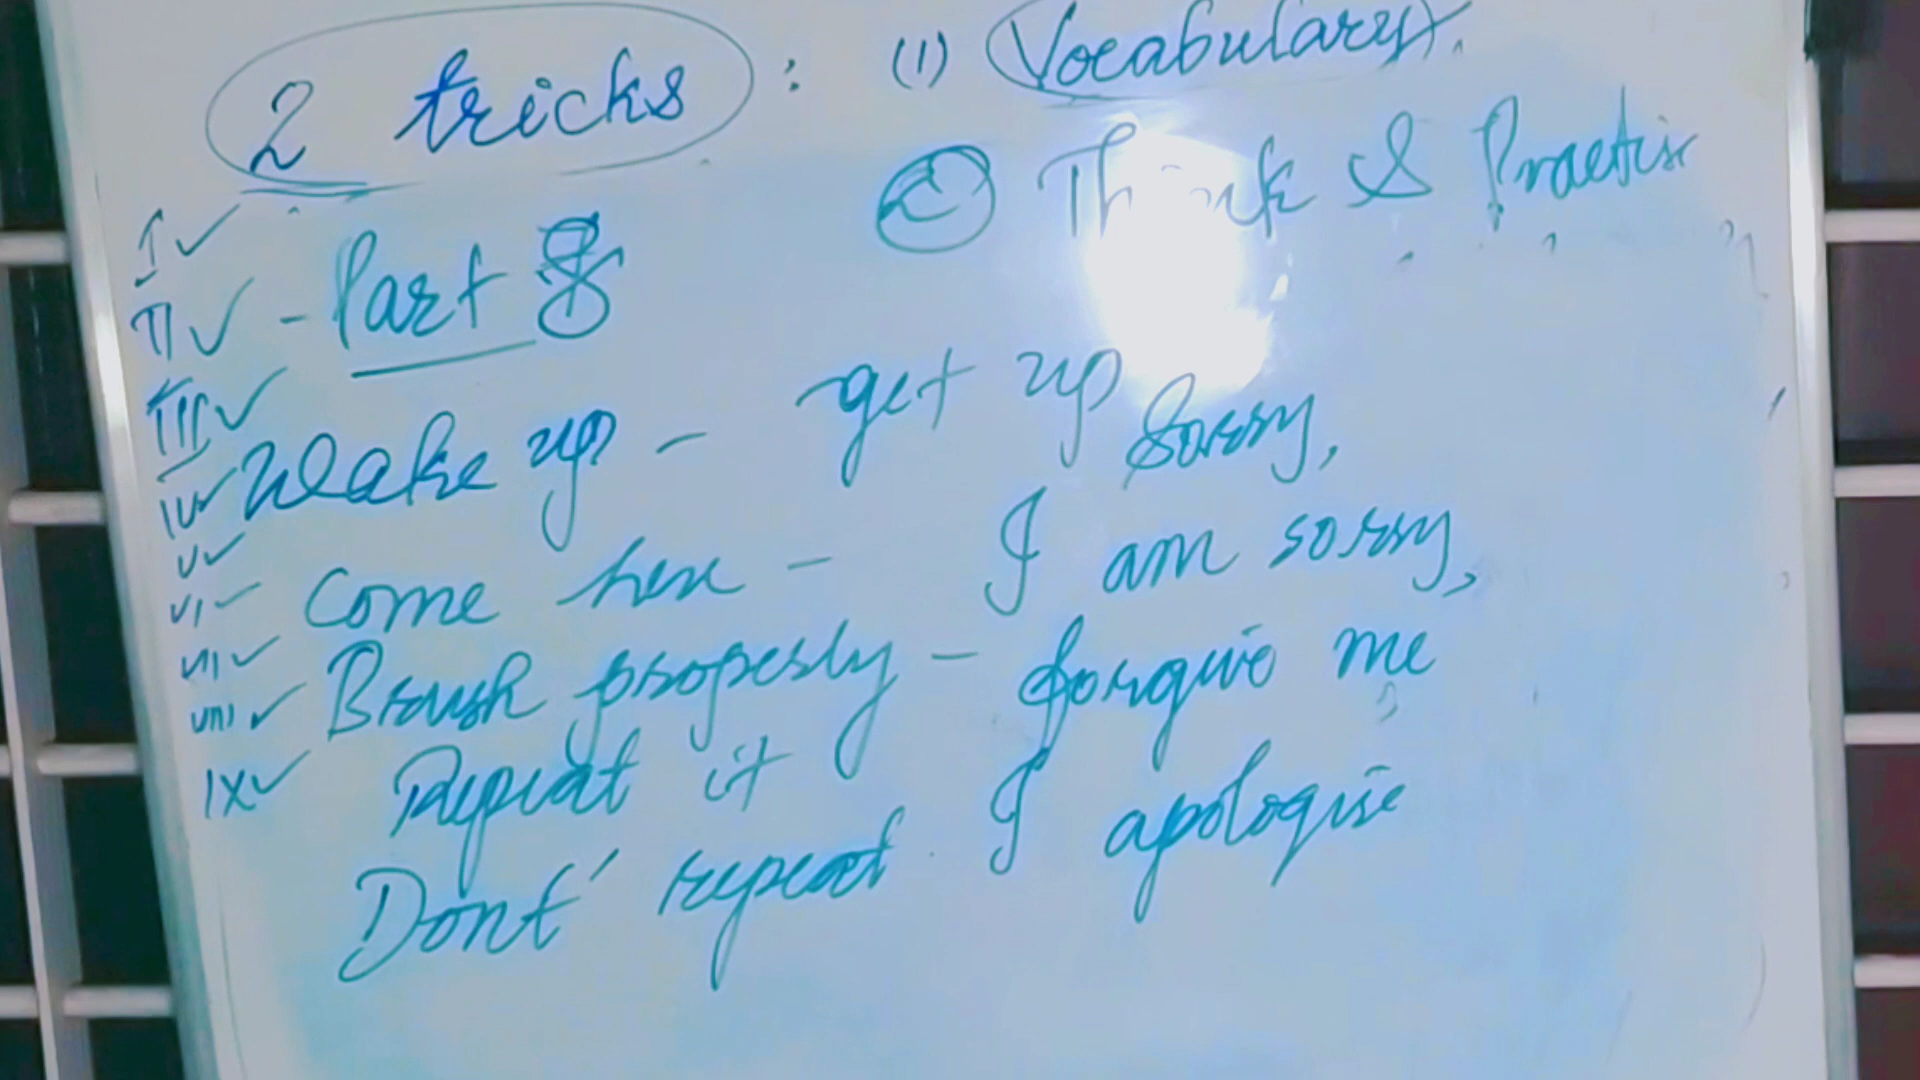 2 tricks : (1) Vocabulary.
(2) Think & Practise
I ✓
II ✓ - Part 8
III ✓
IV ✓ Wake up - get up
Sorry,
V ✓
VI ✓ Come here - I am sorry,
VII ✓
VIII ✓ Brush properly - forgive me
IX ✓ Repeat it
Dont' repeat. I apologise